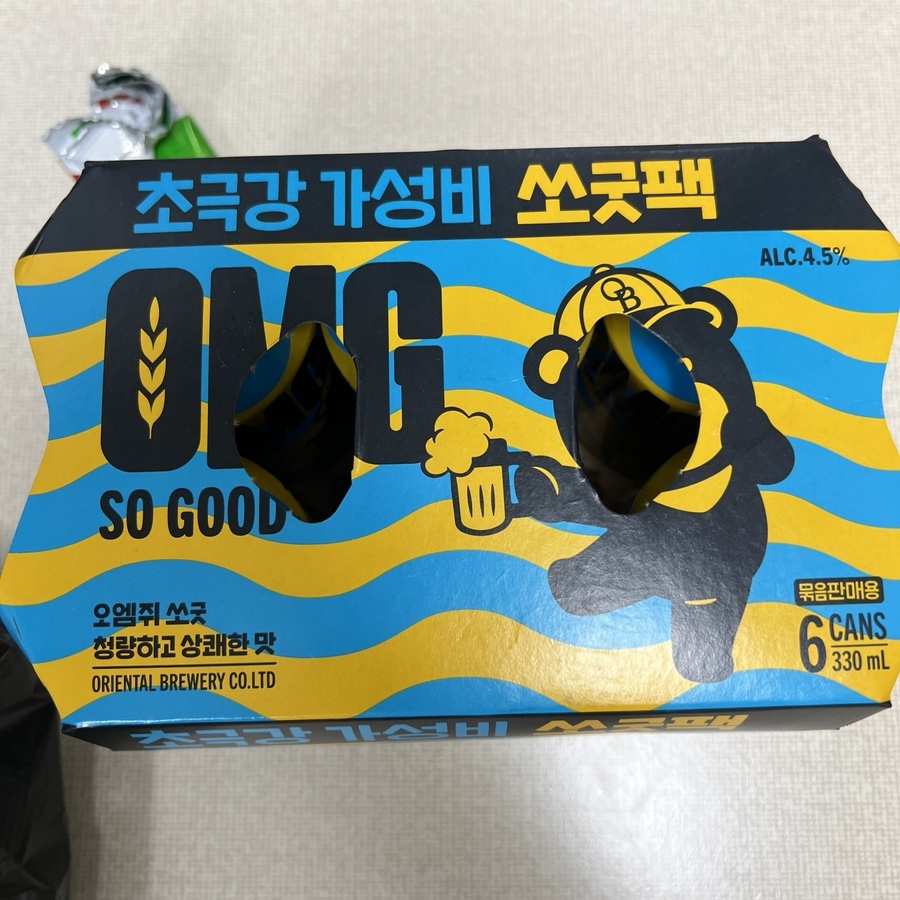 초극강 가성비 쏘굿팩
ALC.4.5%
OMG
OB
SO GOOD
오엠쥐 쏘굿
청량하고 상쾌한 맛
ORIENTAL BREWERY CO.LTD
묶음판매용
6 CANS
330 mL
초극강 가성비 쏘굿팩